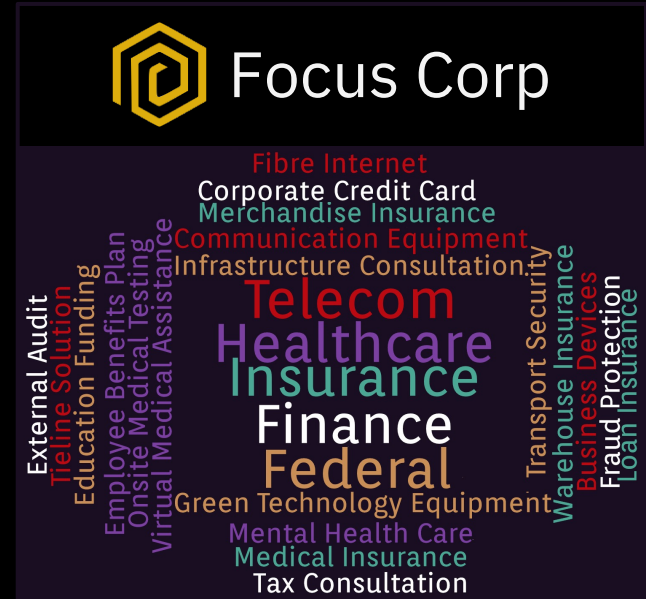 Focus Corp
Fibre Internet
Corporate Credit Card
Merchandise Insurance
Communication Equipment
Infrastructure Consultation
Telecom
Healthcare
Insurance
Finance
Federal
Green Technology Equipment
Mental Health Care
Medical Insurance
Tax Consultation
External Audit
Tieline Solution
Education Funding
Employee Benefits Plan
Onsite Medical Testing
Virtual Medical Assistance
Transport Security
Warehouse Insurance
Business Devices
Fraud Protection
Loan Insurance